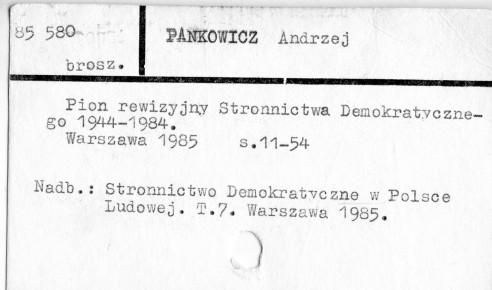 85 580 PANKOWICZ Andrzej
brosz.
Pion rewizyjny Stronnictwa Demokratyczne-
go 1944-1984.
Warszawa 1985 s.11-54
Nadb.: Stronnictwo Demokratyczne w Polsce
Ludowej. T.7. Warszawa 1985.